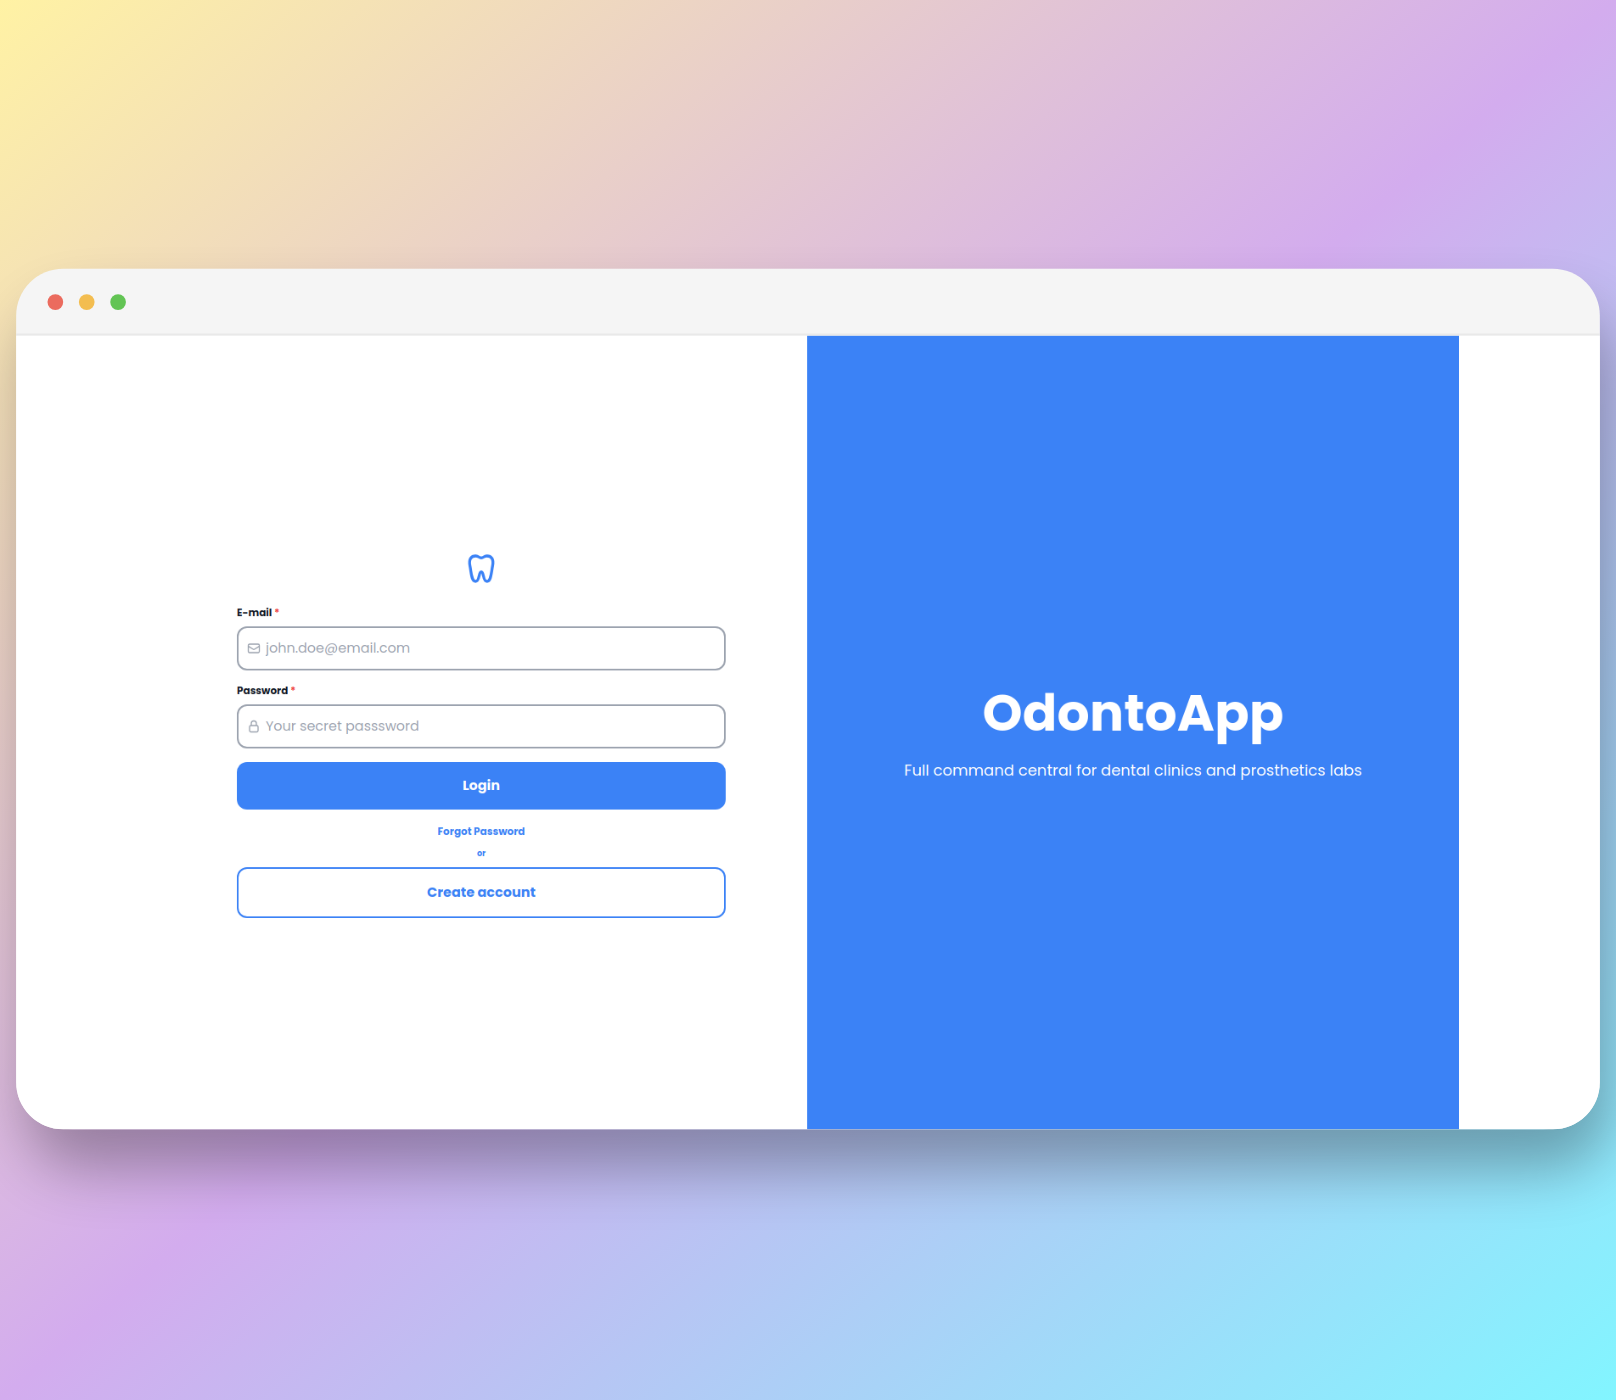 E-mail *
john.doe@email.com
Password *
Your secret passsword
Login
Forgot Password
or
Create account
OdontoApp
Full command central for dental clinics and prosthetics labs